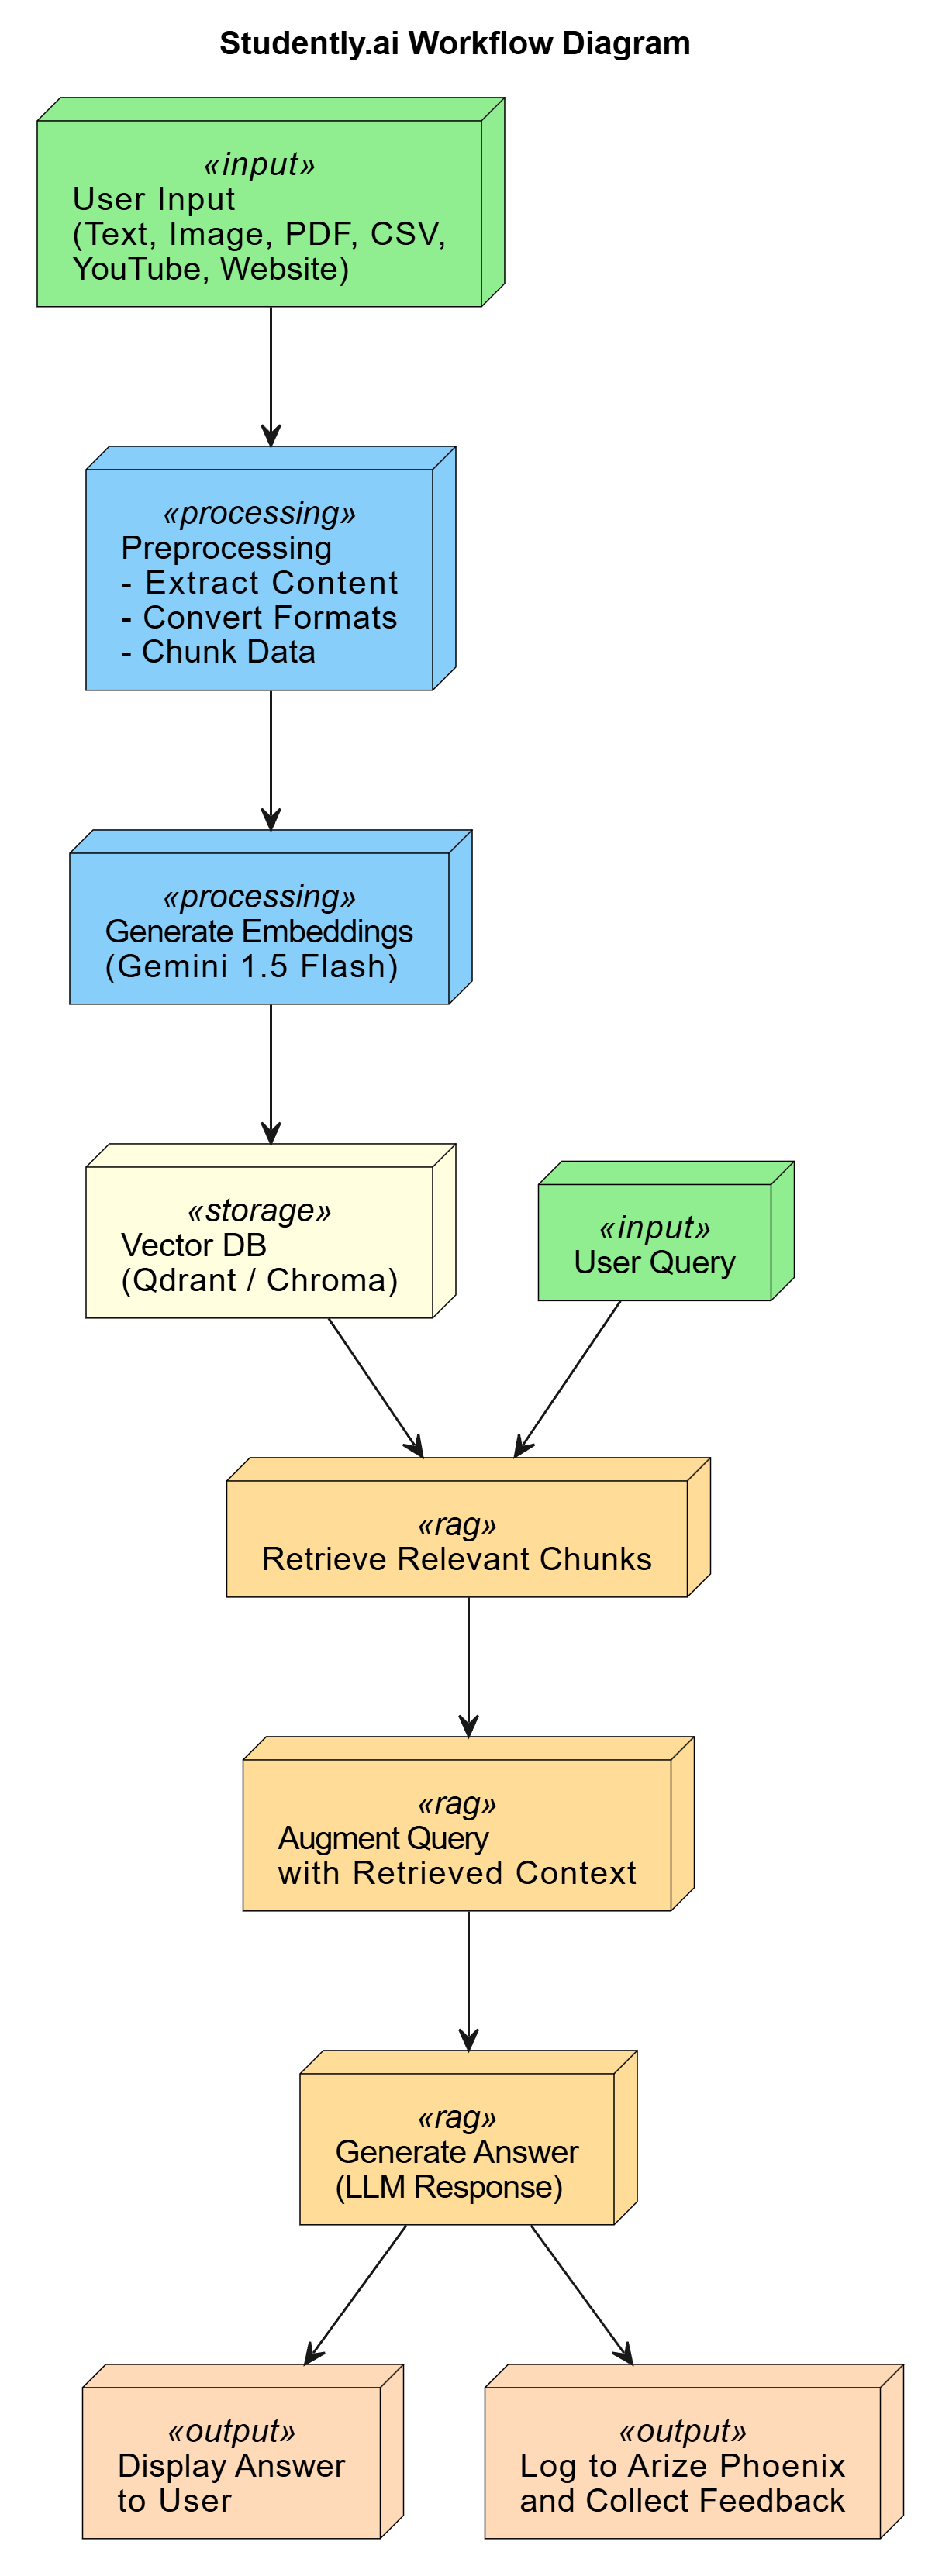 Studently.ai Workflow Diagram
«input»
User Input
(Text, Image, PDF, CSV,
YouTube, Website)
«processing»
Preprocessing
- Extract Content
- Convert Formats
- Chunk Data
«processing»
Generate Embeddings
(Gemini 1.5 Flash)
«storage»
Vector DB
(Qdrant / Chroma)
«input»
User Query
«rag»
Retrieve Relevant Chunks
«rag»
Augment Query
with Retrieved Context
«rag»
Generate Answer
(LLM Response)
«output»
Display Answer
to User
«output»
Log to Arize Phoenix
and Collect Feedback